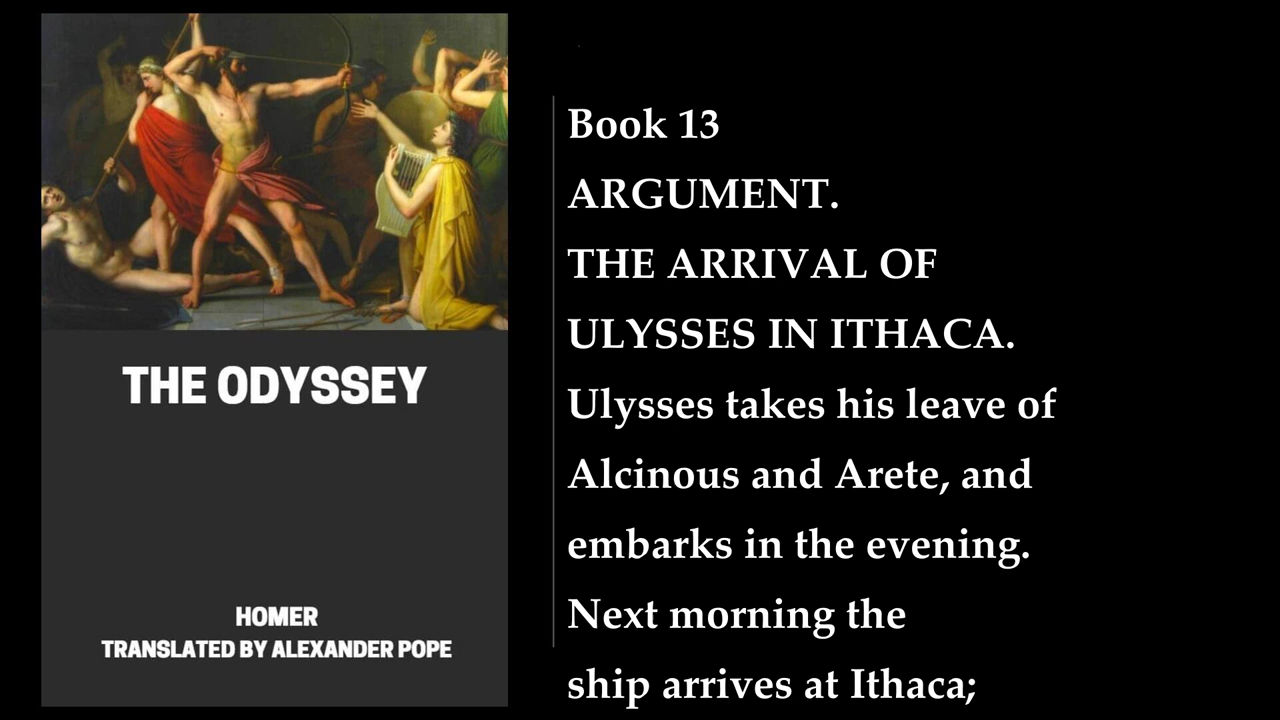 THE ODYSSEY
HOMER
TRANSLATED BY ALEXANDER POPE
Book 13
ARGUMENT.
THE ARRIVAL OF
ULYSSES IN ITHACA.
Ulysses takes his leave of
Alcinous and Arete, and
embarks in the evening.
Next morning the
ship arrives at Ithaca;